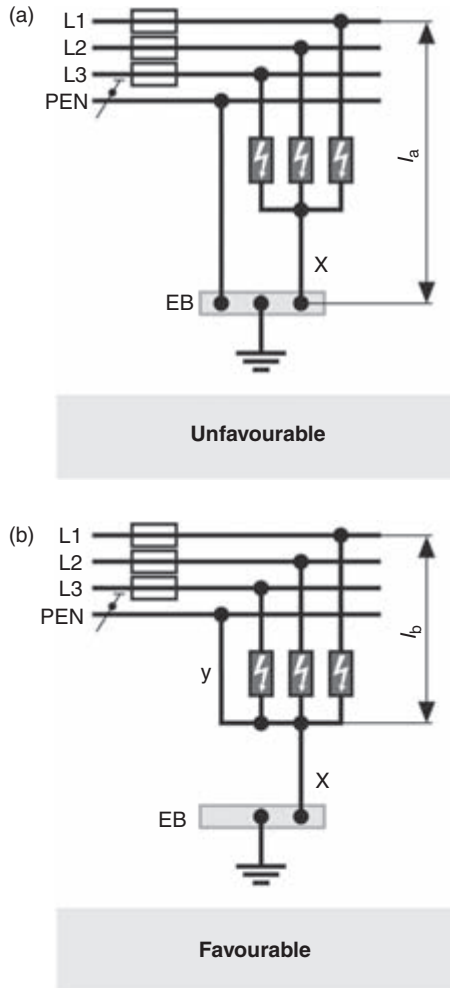 (a)
L1
L2
L3
PEN
la
X
EB
Unfavourable
(b)
L1
L2
L3
PEN
lb
y
X
EB
Favourable